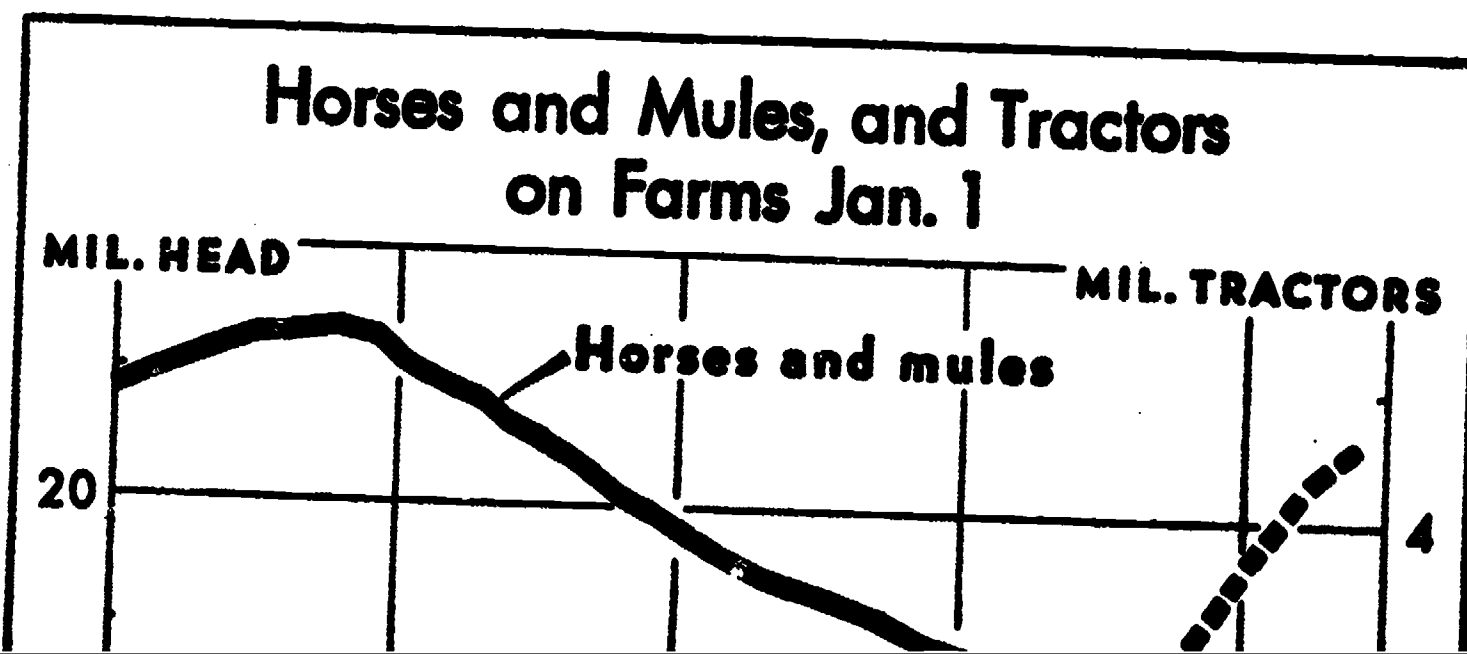 Horses and Mules, and Tractors
on Farms Jan. 1
MIL. HEAD
MIL. TRACTORS
Horses and mules
20
4